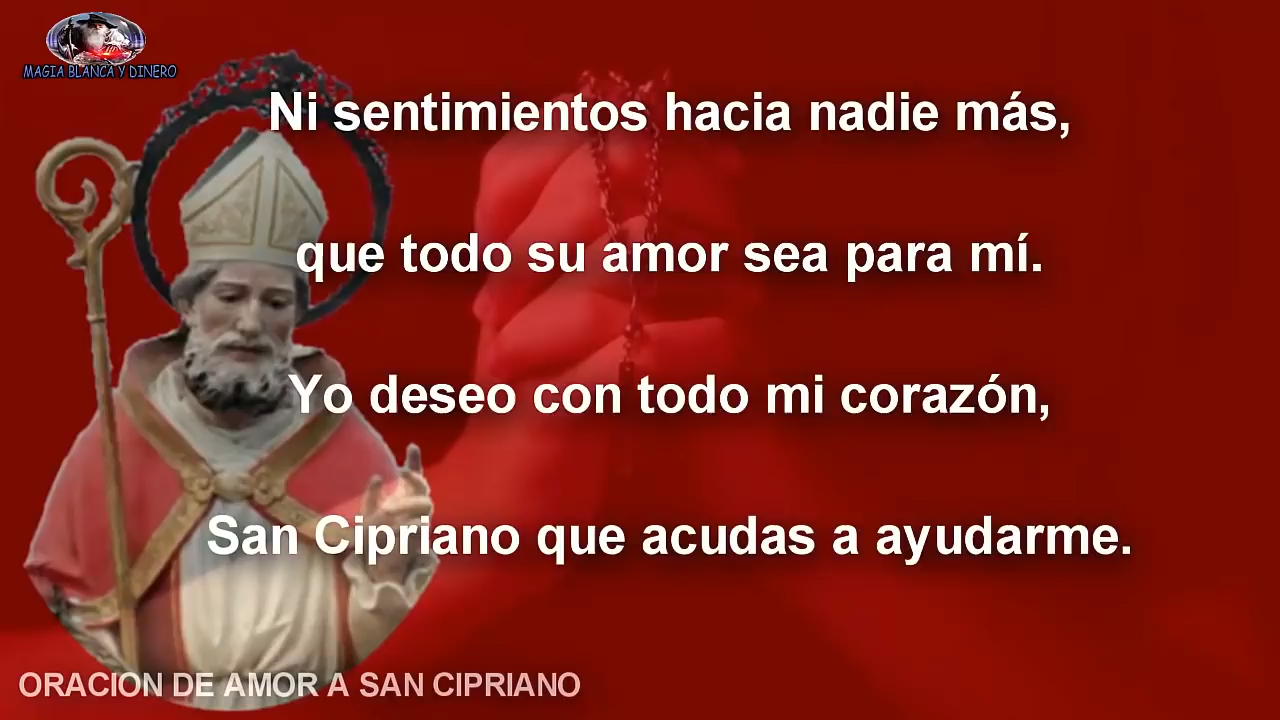 MAGIA BLANCA Y DINERO
Ni sentimientos hacia nadie más,
que todo su amor sea para mí.
Yo deseo con todo mi corazón,
San Cipriano que acudas a ayudarme.
ORACION DE AMOR A SAN CIPRIANO